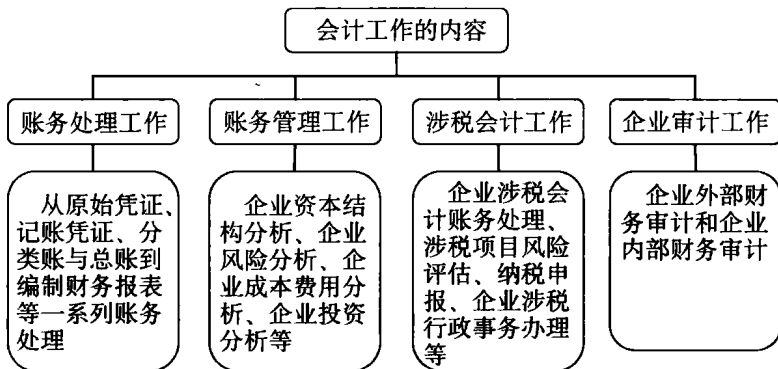 会计工作的内容
账务处理工作
账务管理工作
涉税会计工作
企业审计工作
从原始凭证、
记账凭证、分
类账与总账到
编制财务报表
等一系列账务
处理
企业资本结
构分析、企业
风险分析、企
业成本费用分
析、企业投资
分析等
企业涉税会
计账务处理、
涉税项目风险
评估、纳税申
报、企业涉税
行政事务办理
等
企业外部财
务审计和企业
内部财务审计